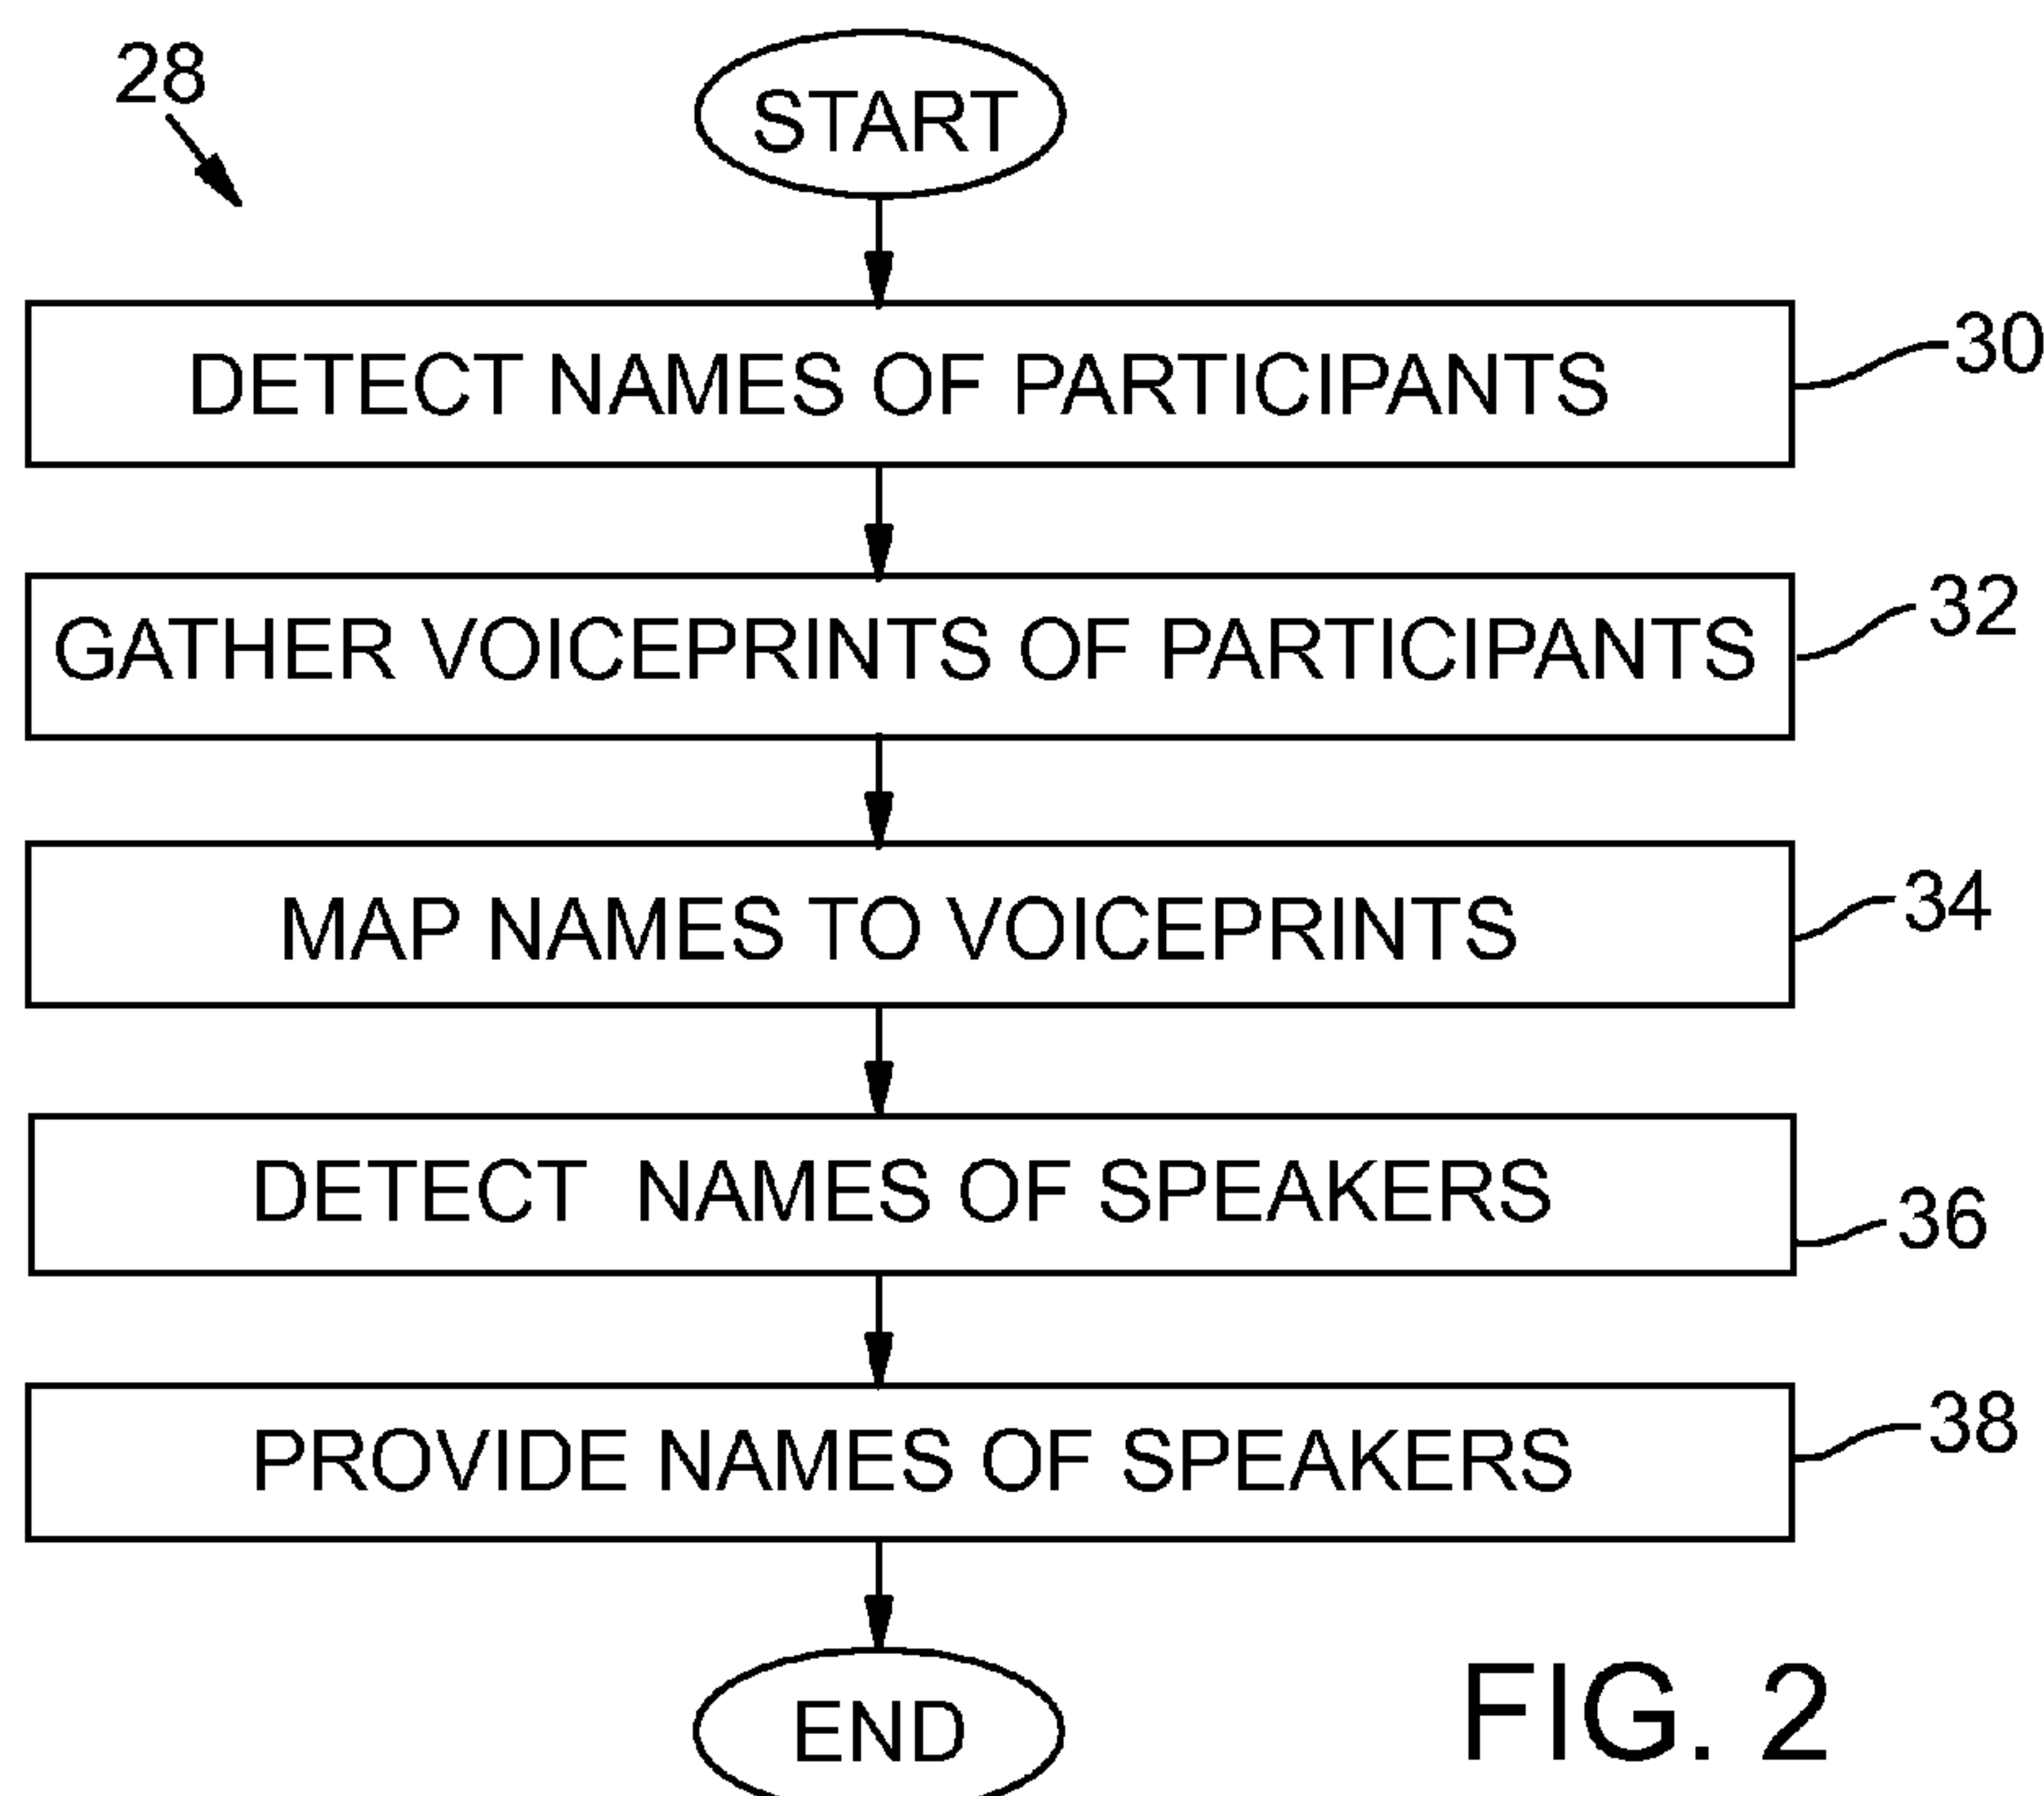 28
START
DETECT NAMES OF PARTICIPANTS
30
GATHER VOICEPRINTS OF PARTICIPANTS
32
MAP NAMES TO VOICEPRINTS
34
DETECT NAMES OF SPEAKERS
36
PROVIDE NAMES OF SPEAKERS
38
END
FIG. 2